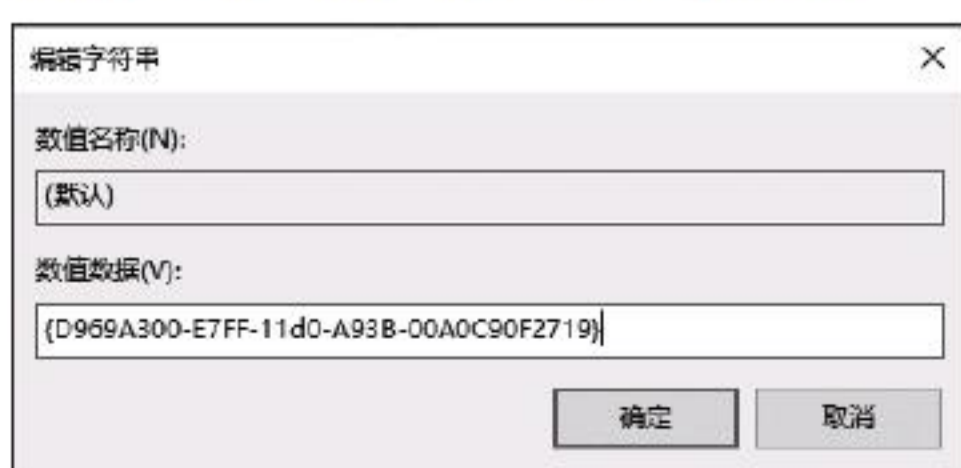 编辑字符串
数值名称(N):
(默认)
数值数据(V):
{D969A300-E7FF-11d0-A93B-00A0C90F2719}
确定
取消